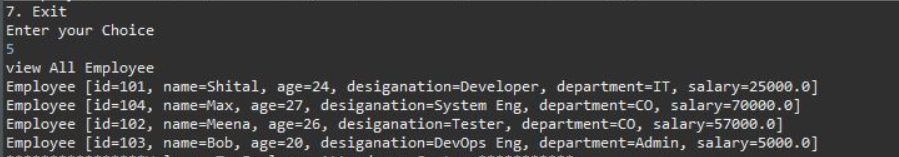 7. Exit
Enter your Choice
5
view All Employee
Employee [id=101, name=Shital, age=24, desiganation=Developer, department=IT, salary=25000.0]
Employee [id=104, name=Max, age=27, desiganation=System Eng, department=CO, salary=70000.0]
Employee [id=102, name=Meena, age=26, desiganation=Tester, department=CO, salary=57000.0]
Employee [id=103, name=Bob, age=20, desiganation=DevOps Eng, department=Admin, salary=5000.0]